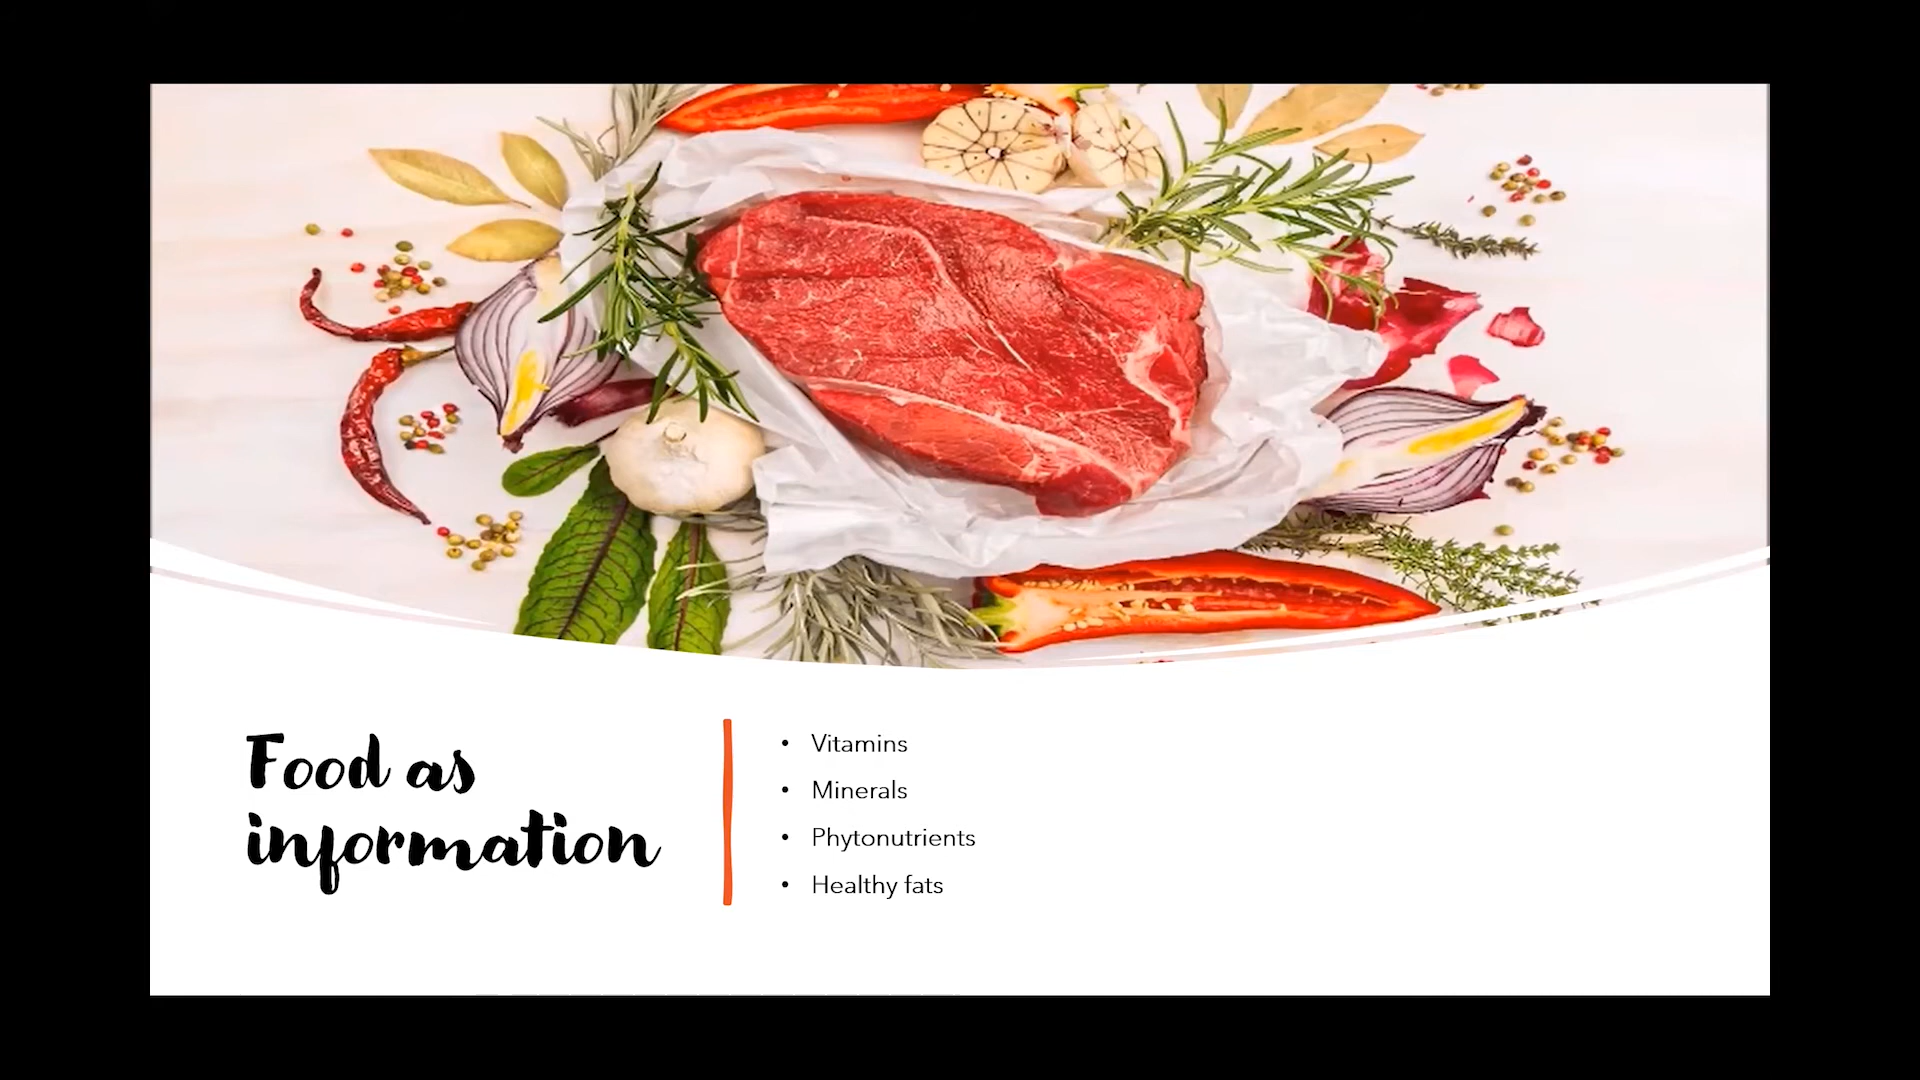 Food as
information
• Vitamins
• Minerals
• Phytonutrients
• Healthy fats